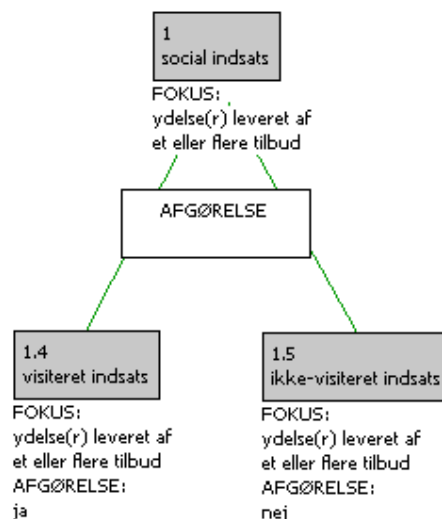 1
social indsats
FOKUS:
ydelse(r) leveret af
et eller flere tilbud
AFGØRELSE
1.4
visiteret indsats
FOKUS:
ydelse(r) leveret af
et eller flere tilbud
AFGØRELSE:
ja
1.5
ikke-visiteret indsats
FOKUS:
ydelse(r) leveret af
et eller flere tilbud
AFGØRELSE:
nej